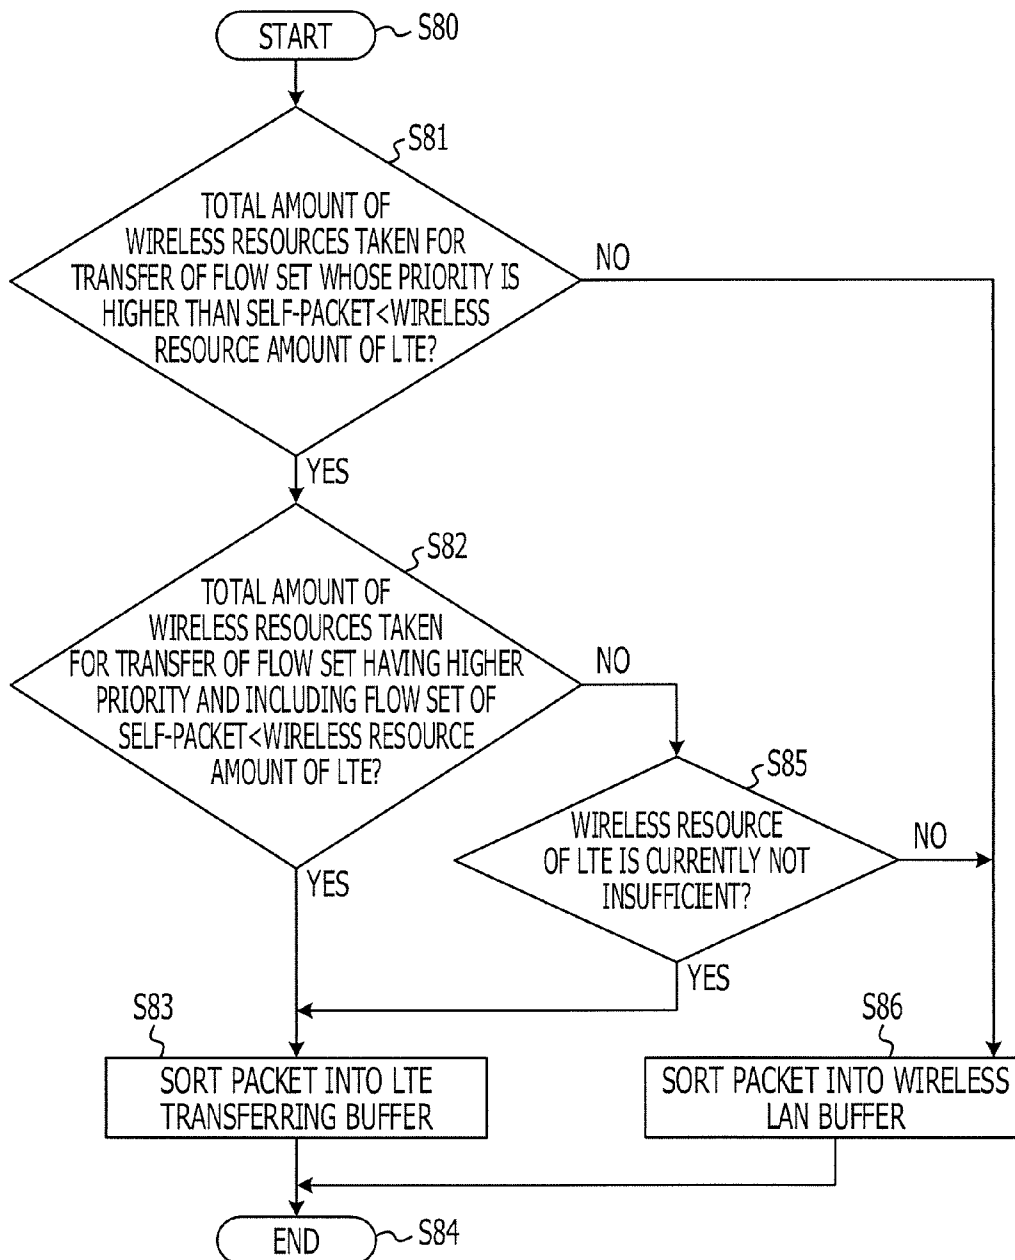 START
S80
S81
TOTAL AMOUNT OF
WIRELESS RESOURCES TAKEN FOR
TRANSFER OF FLOW SET WHOSE PRIORITY IS
HIGHER THAN SELF-PACKET<WIRELESS
RESOURCE AMOUNT OF LTE?
NO
YES
S82
TOTAL AMOUNT OF
WIRELESS RESOURCES TAKEN
FOR TRANSFER OF FLOW SET HAVING HIGHER
PRIORITY AND INCLUDING FLOW SET OF
SELF-PACKET<WIRELESS RESOURCE
AMOUNT OF LTE?
NO
YES
S85
WIRELESS RESOURCE
OF LTE IS CURRENTLY NOT
INSUFFICIENT?
NO
YES
S83
SORT PACKET INTO LTE
TRANSFERRING BUFFER
S86
SORT PACKET INTO WIRELESS
LAN BUFFER
END
S84